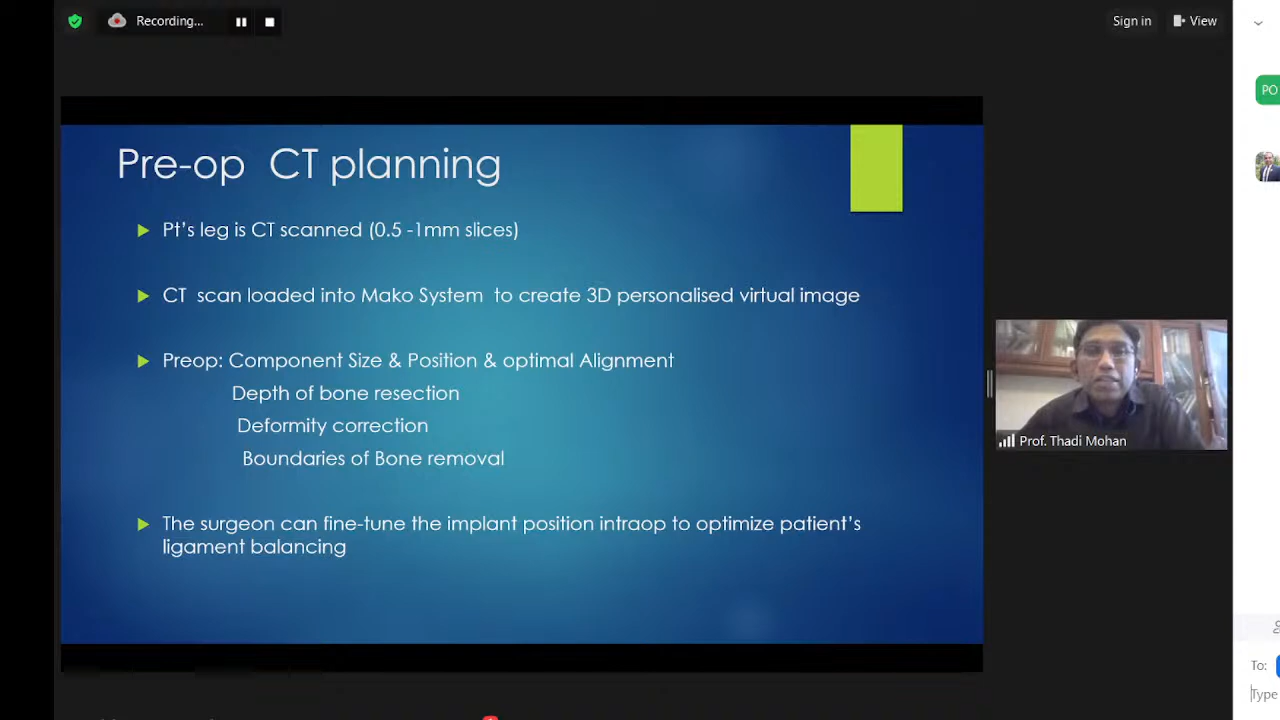 Recording...
Sign in
View
PO
Pre-op CT planning
Pt's leg is CT scanned (0.5 -1mm slices)
CT scan loaded into Mako System to create 3D personalised virtual image
Preop: Component Size & Position & optimal Alignment
Depth of bone resection
Deformity correction
Boundaries of Bone removal
The surgeon can fine-tune the implant position intraop to optimize patient's
ligament balancing
Prof. Thadi Mohan
To:
Type